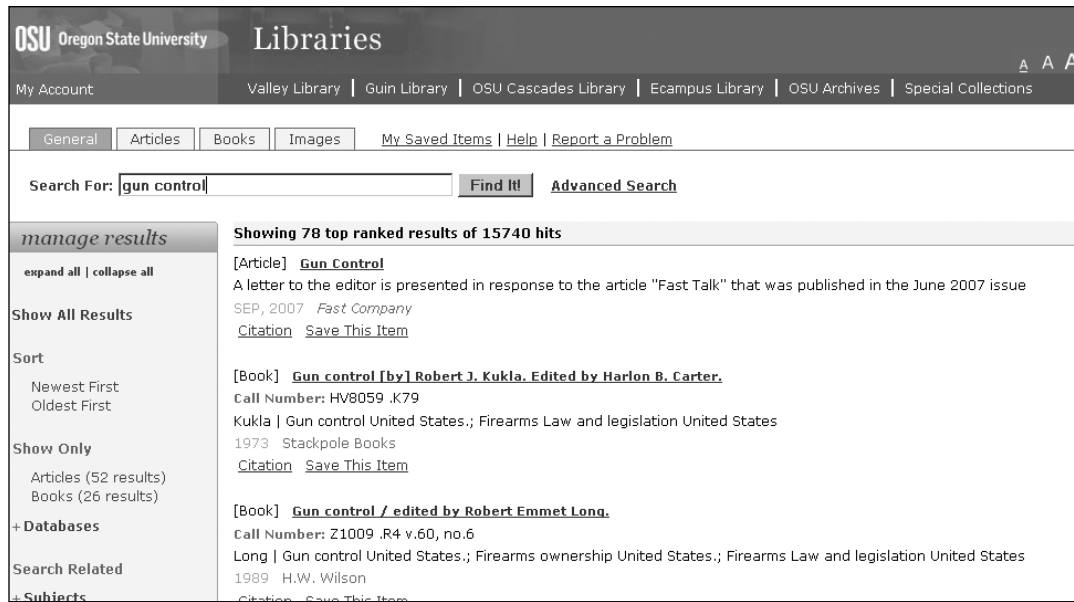 OSU Oregon State University Libraries
A A A
My Account Valley Library | Guin Library | OSU Cascades Library | Ecampus Library | OSU Archives | Special Collections
General Articles Books Images My Saved Items | Help | Report a Problem
Search For: gun control Find It! Advanced Search
manage results
expand all | collapse all
Show All Results
Sort
Newest First
Oldest First
Show Only
Articles (52 results)
Books (26 results)
+ Databases
Search Related
+ Subjects
Showing 78 top ranked results of 15740 hits
[Article] Gun Control
A letter to the editor is presented in response to the article "Fast Talk" that was published in the June 2007 issue
SEP, 2007 Fast Company
Citation Save This Item
[Book] Gun control [by] Robert J. Kukla. Edited by Harlon B. Carter.
Call Number: HV8059 .K79
Kukla | Gun control United States.; Firearms Law and legislation United States
1973 Stackpole Books
Citation Save This Item
[Book] Gun control / edited by Robert Emmet Long.
Call Number: Z1009 .R4 v.60, no.6
Long | Gun control United States.; Firearms ownership United States.; Firearms Law and legislation United States
1989 H.W. Wilson
Citation Save This Item